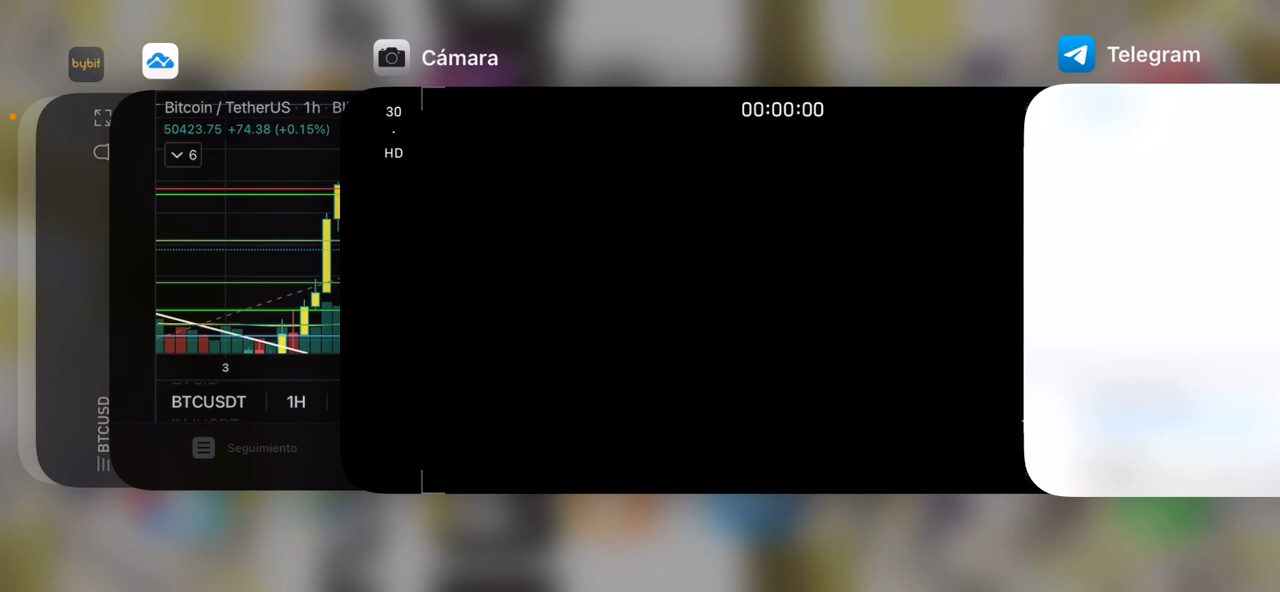 bybit
Cámara
Telegram
Bitcoin / TetherUS · 1h ·
50423.75 +74.38 (+0.15%)
6
30
HD
00:00:00
3
BTCUSDT
1H
Seguimiento
BTCUSD